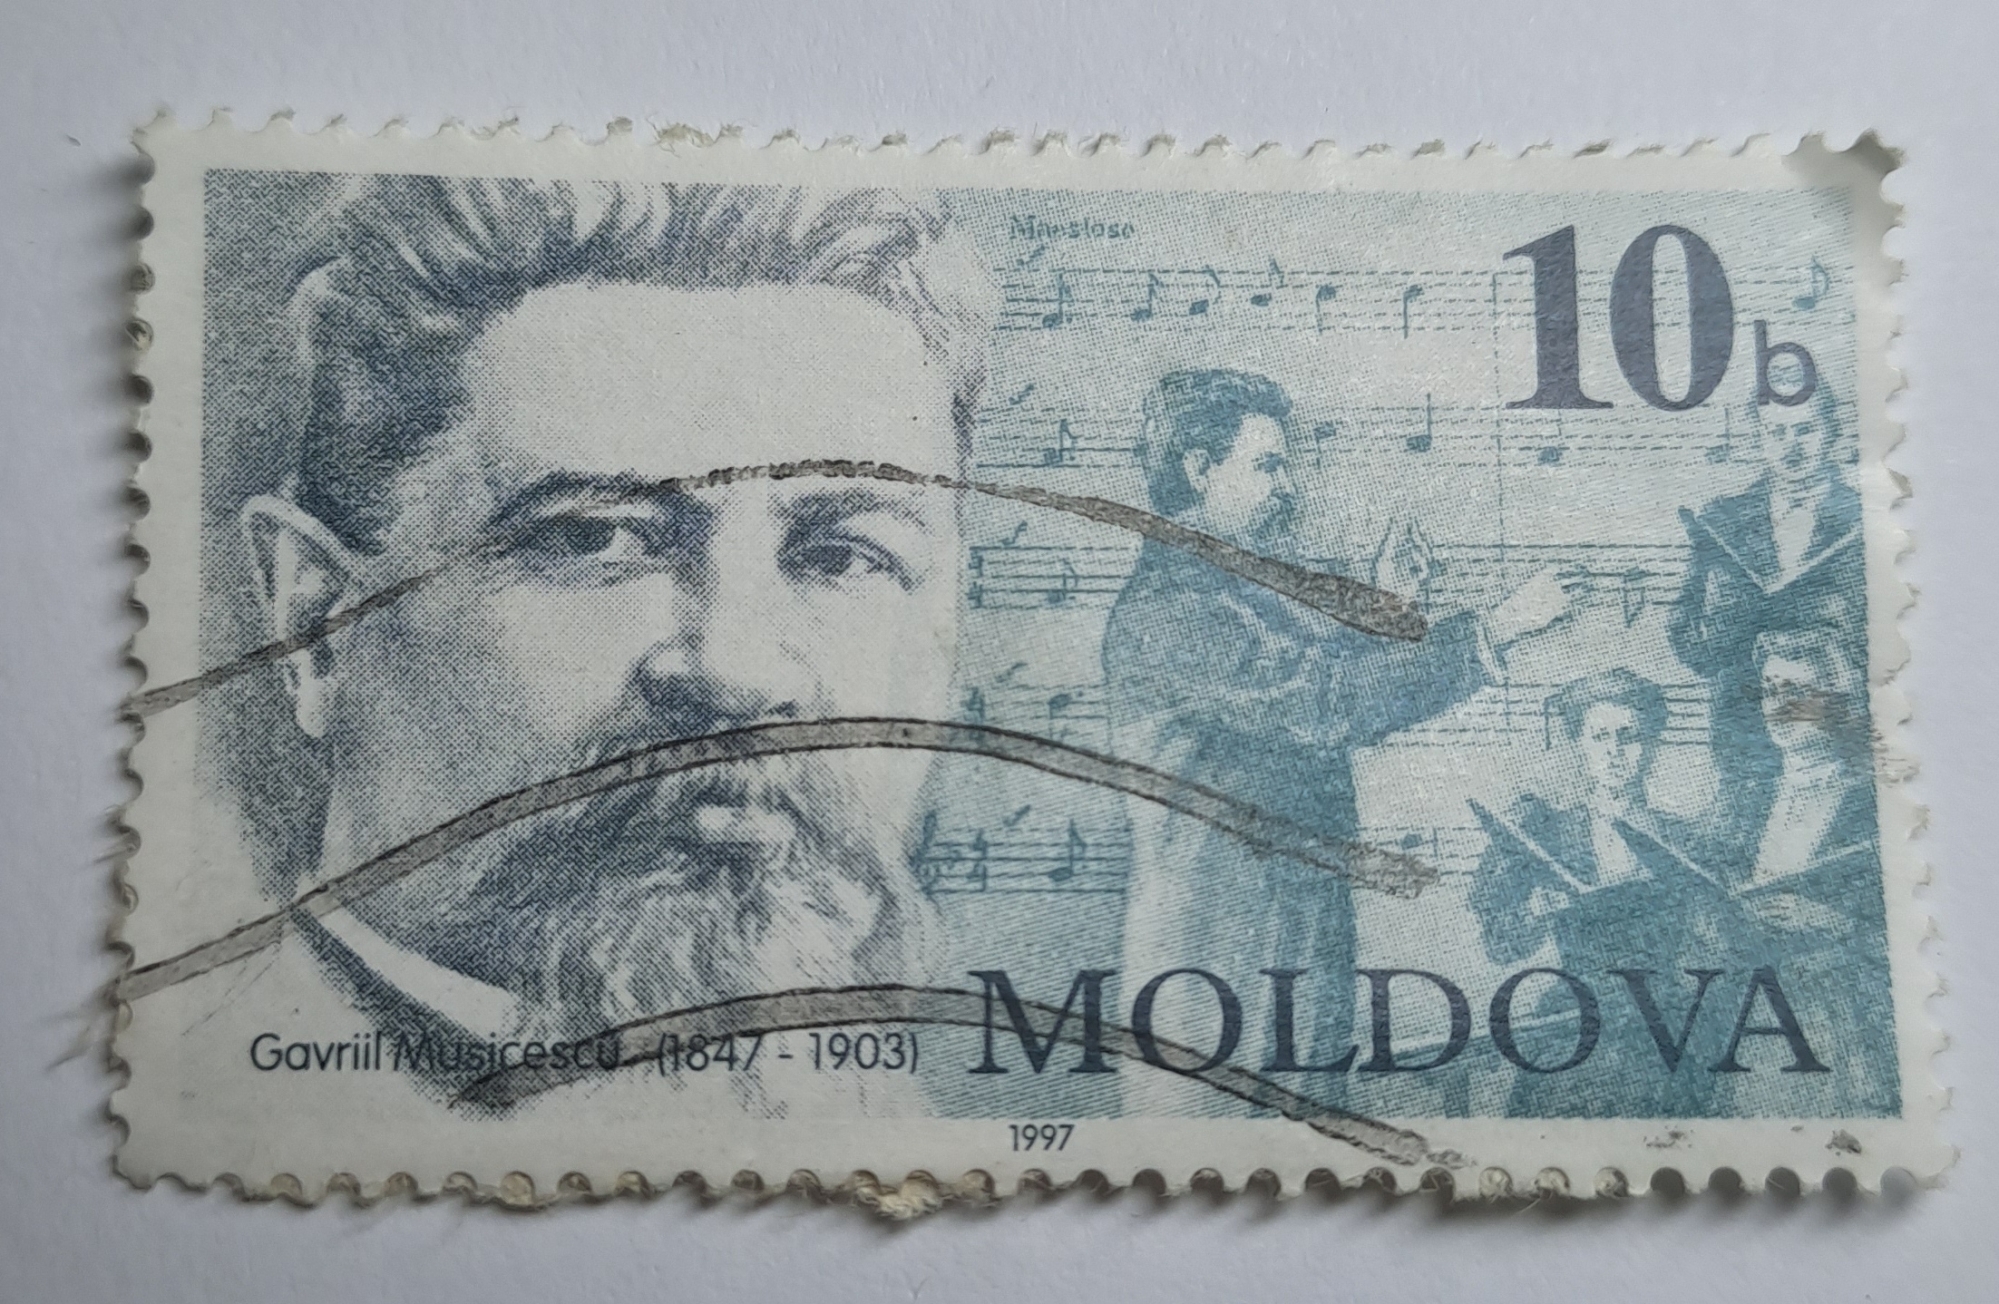 Maestoso
10b
Gavriil Musicescu (1847 - 1903)
MOLDOVA
1997